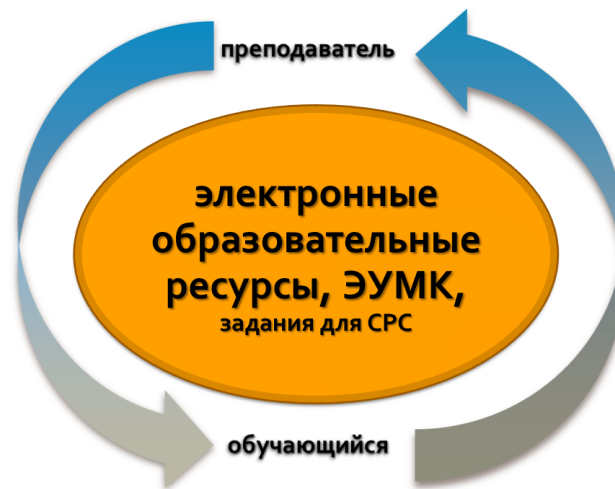 преподаватель
электронные
образовательные
ресурсы, ЭУМК,
задания для СРС
обучающийся